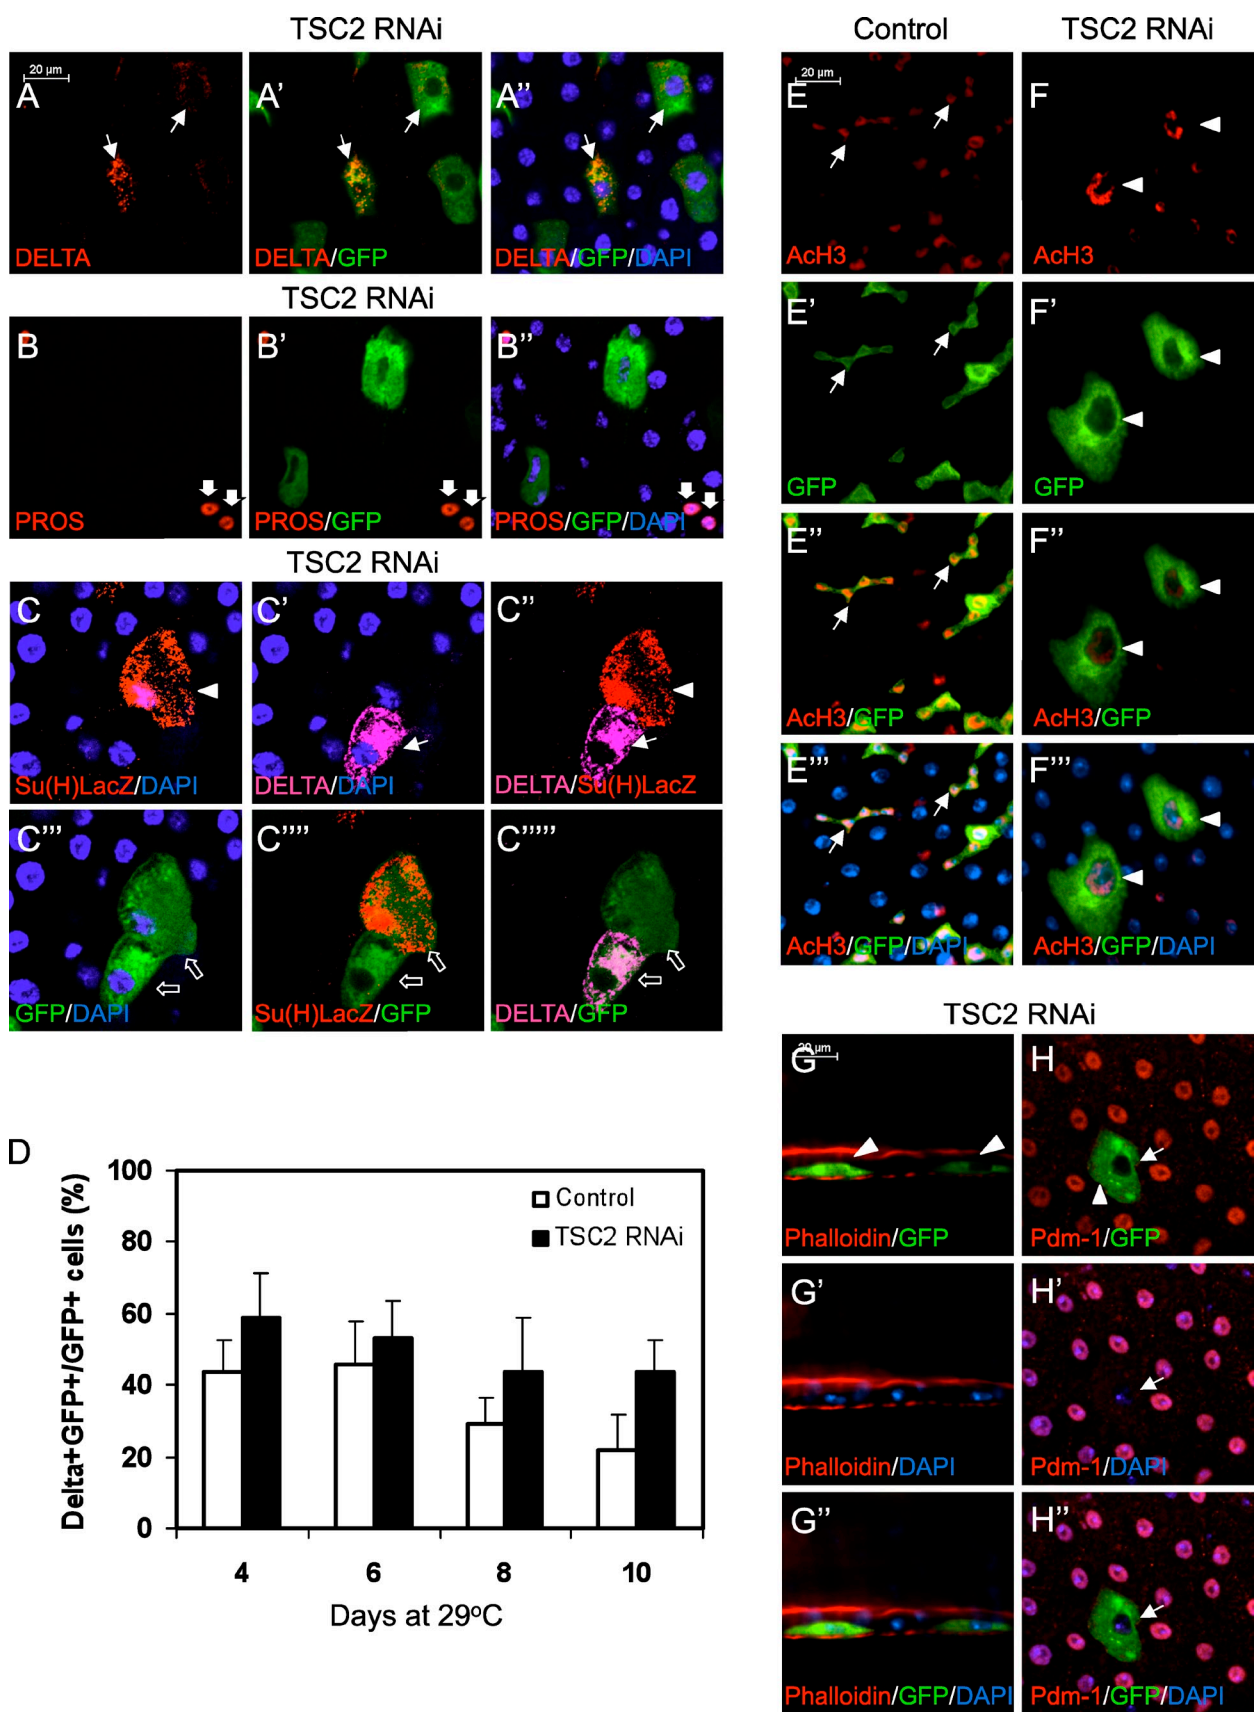 TSC2 RNAi
20 µm
A
DELTA
A'
DELTA/GFP
A''
DELTA/GFP/DAPI
TSC2 RNAi
B
PROS
B'
PROS/GFP
B''
PROS/GFP/DAPI
TSC2 RNAi
C
Su(H)LacZ/DAPI
C'
DELTA/DAPI
C''
DELTA/Su(H)LacZ
C'''
GFP/DAPI
C''''
Su(H)LacZ/GFP
C'''''
DELTA/GFP
D
Delta+GFP+/GFP+ cells (%)
100
80
60
40
20
0
Control
TSC2 RNAi
4 6 8 10
Days at 29ºC
Control
TSC2 RNAi
20 µm
E
AcH3
F
AcH3
E'
GFP
F'
GFP
E''
AcH3/GFP
F''
AcH3/GFP
E'''
AcH3/GFP/DAPI
F'''
AcH3/GFP/DAPI
TSC2 RNAi
20 µm
G
Phalloidin/GFP
H
Pdm-1/GFP
G'
Phalloidin/DAPI
H'
Pdm-1/DAPI
G''
Phalloidin/GFP/DAPI
H''
Pdm-1/GFP/DAPI